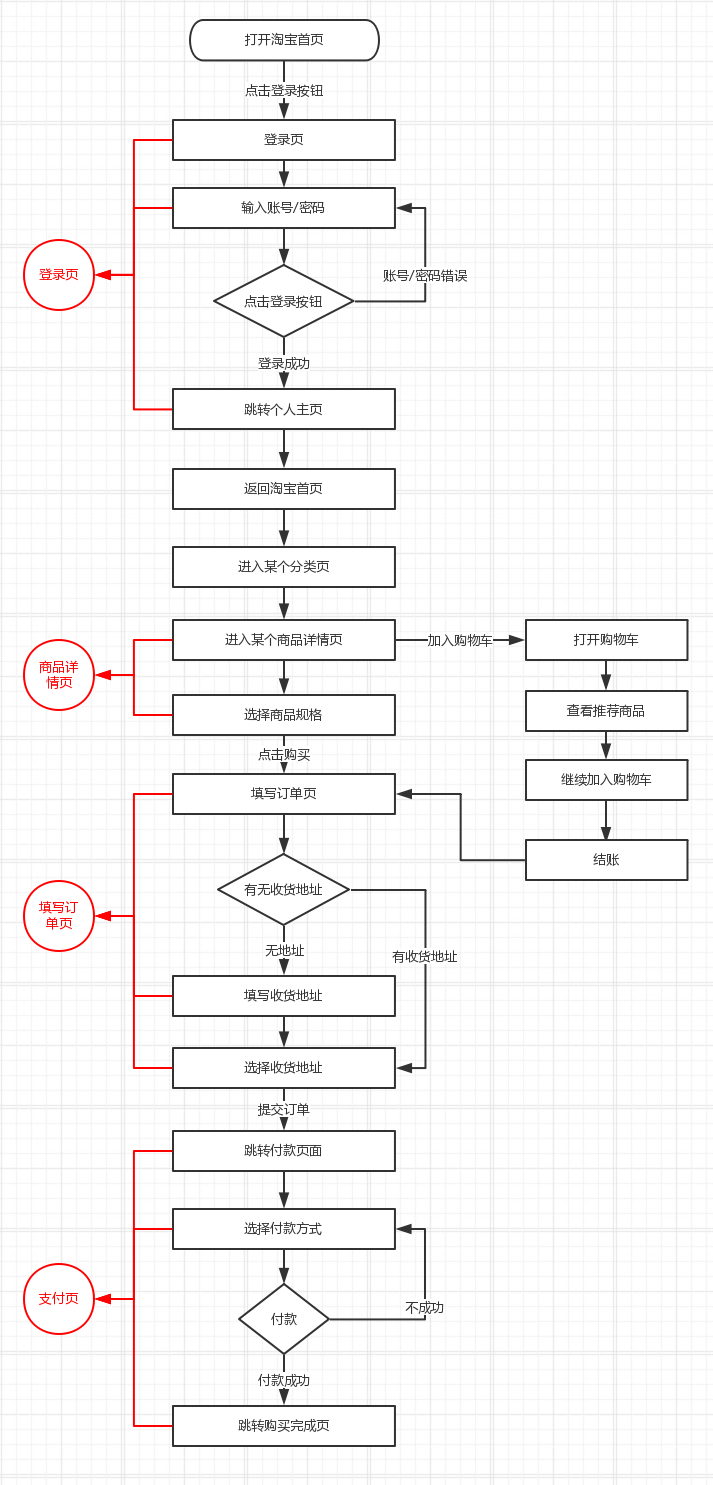 打开淘宝首页
点击登录按钮
登录页
输入账号/密码
登录页
账号/密码错误
点击登录按钮
登录成功
跳转个人主页
返回淘宝首页
进入某个分类页
进入某个商品详情页
加入购物车
打开购物车
商品详
情页
选择商品规格
查看推荐商品
点击购买
填写订单页
继续加入购物车
结账
有无收货地址
填写订
单页
无地址
有收货地址
填写收货地址
选择收货地址
提交订单
跳转付款页面
选择付款方式
支付页
不成功
付款
付款成功
跳转购买完成页